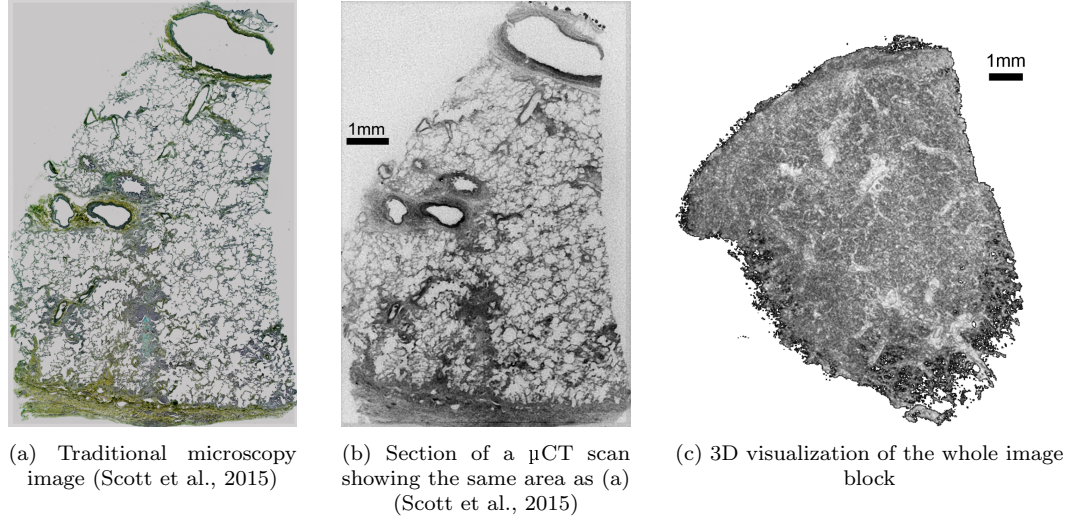 1mm
1mm
(a) Traditional microscopy
image (Scott et al., 2015)
(b) Section of a µCT scan
showing the same area as (a)
(Scott et al., 2015)
(c) 3D visualization of the whole image
block